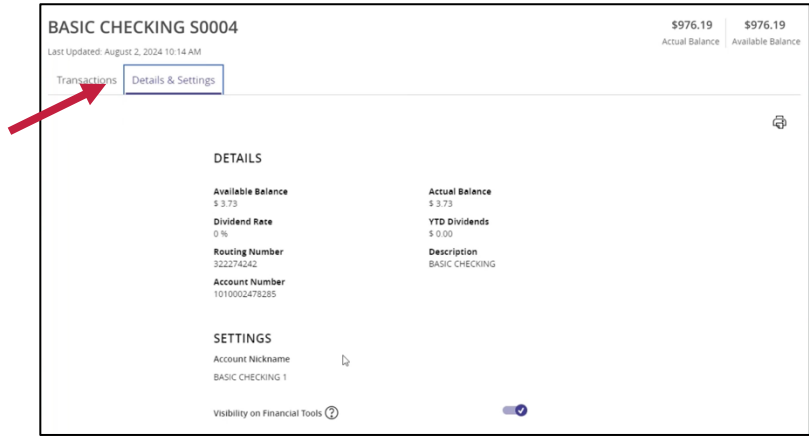 BASIC CHECKING S0004
$976.19 $976.19
Actual Balance Available Balance
Last Updated: August 2, 2024 10:14 AM
Transactions Details & Settings
DETAILS
Available Balance Actual Balance
$ 3.73 $ 3.73
Dividend Rate YTD Dividends
0 % $ 0.00
Routing Number Description
322274242 BASIC CHECKING
Account Number
1010002478285
SETTINGS
Account Nickname
BASIC CHECKING 1
Visibility on Financial Tools ?